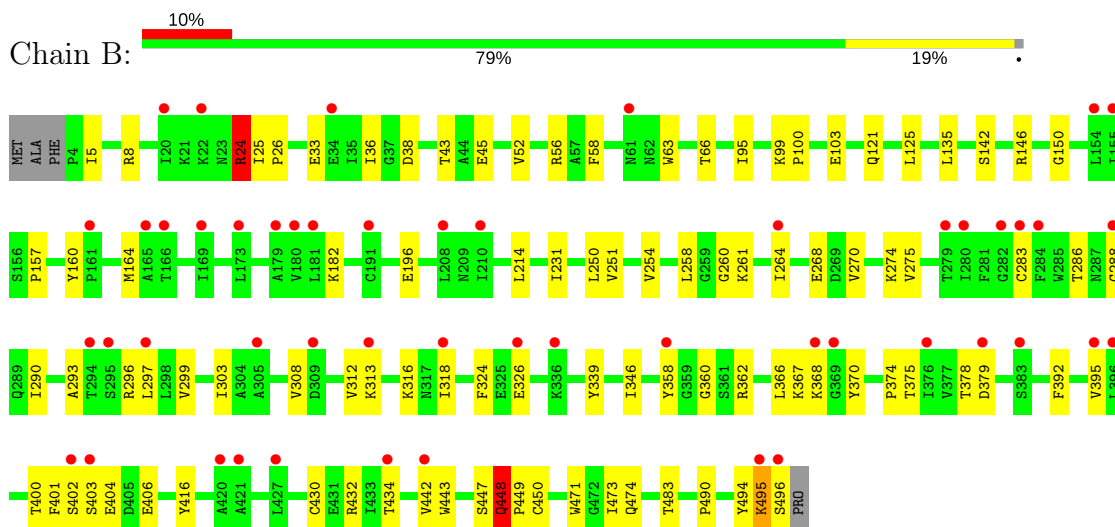 10%
Chain B:
79% 19% •
MET ALA PHE P4 I5 R8 I20 K21 K22 N23 R24 I25 P26 E33 E34 I35 I36 G37 D38 T43 A44 E45 V52 R56 A57 F58 N61 N62 W63 T66 I95 K99 P100 E103 Q121 L125 L135 S142 R146 G150 L154 I155
S156 P157 Y160 P161 M164 A165 T166 I169 L173 A179 V180 L181 K182 C191 E196 L208 N209 I210 L214 I231 L250 V251 V254 L258 G259 G260 K261 I264 E268 D269 V270 K274 V275 T279 I280 F281 G282 C283 F284 W285 T286 N287 G288
Q289 I290 A293 T294 S295 R296 L297 L298 V299 I303 A304 A305 V308 D309 V312 K313 K316 N317 I318 F324 E325 E326 K336 Y339 I346 Y358 G359 G360 S361 R362 L366 K367 K368 G369 Y370 P374 T375 I376 V377 T378 D379 S383 F392 V395 L396
T400 F401 S402 S403 E404 D405 E406 Y416 A420 A421 L427 C430 E431 R432 I433 T434 V442 W443 S447 Q448 P449 C450 W471 G472 I473 Q474 T483 P490 Y494 K495 S496 PRO